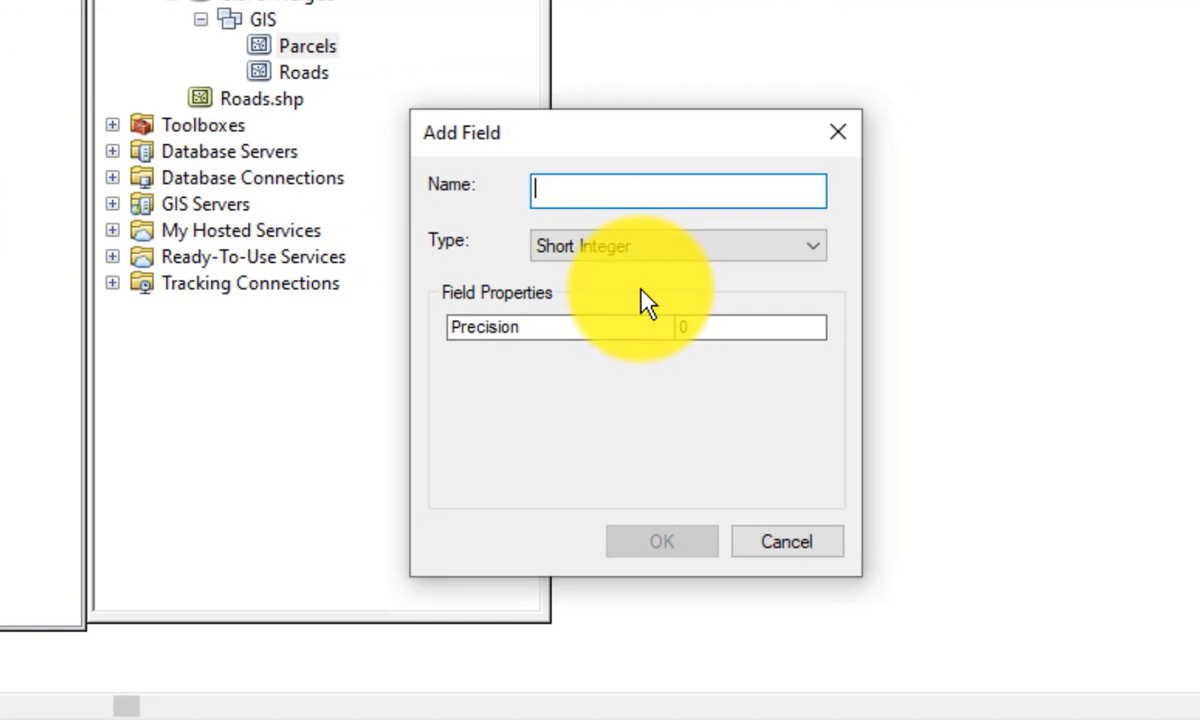 GIS
Parcels
Roads
Roads.shp
Toolboxes
Database Servers
Database Connections
GIS Servers
My Hosted Services
Ready-To-Use Services
Tracking Connections
Add Field
Name:
Type: Short Integer
Field Properties
Precision 0
OK Cancel